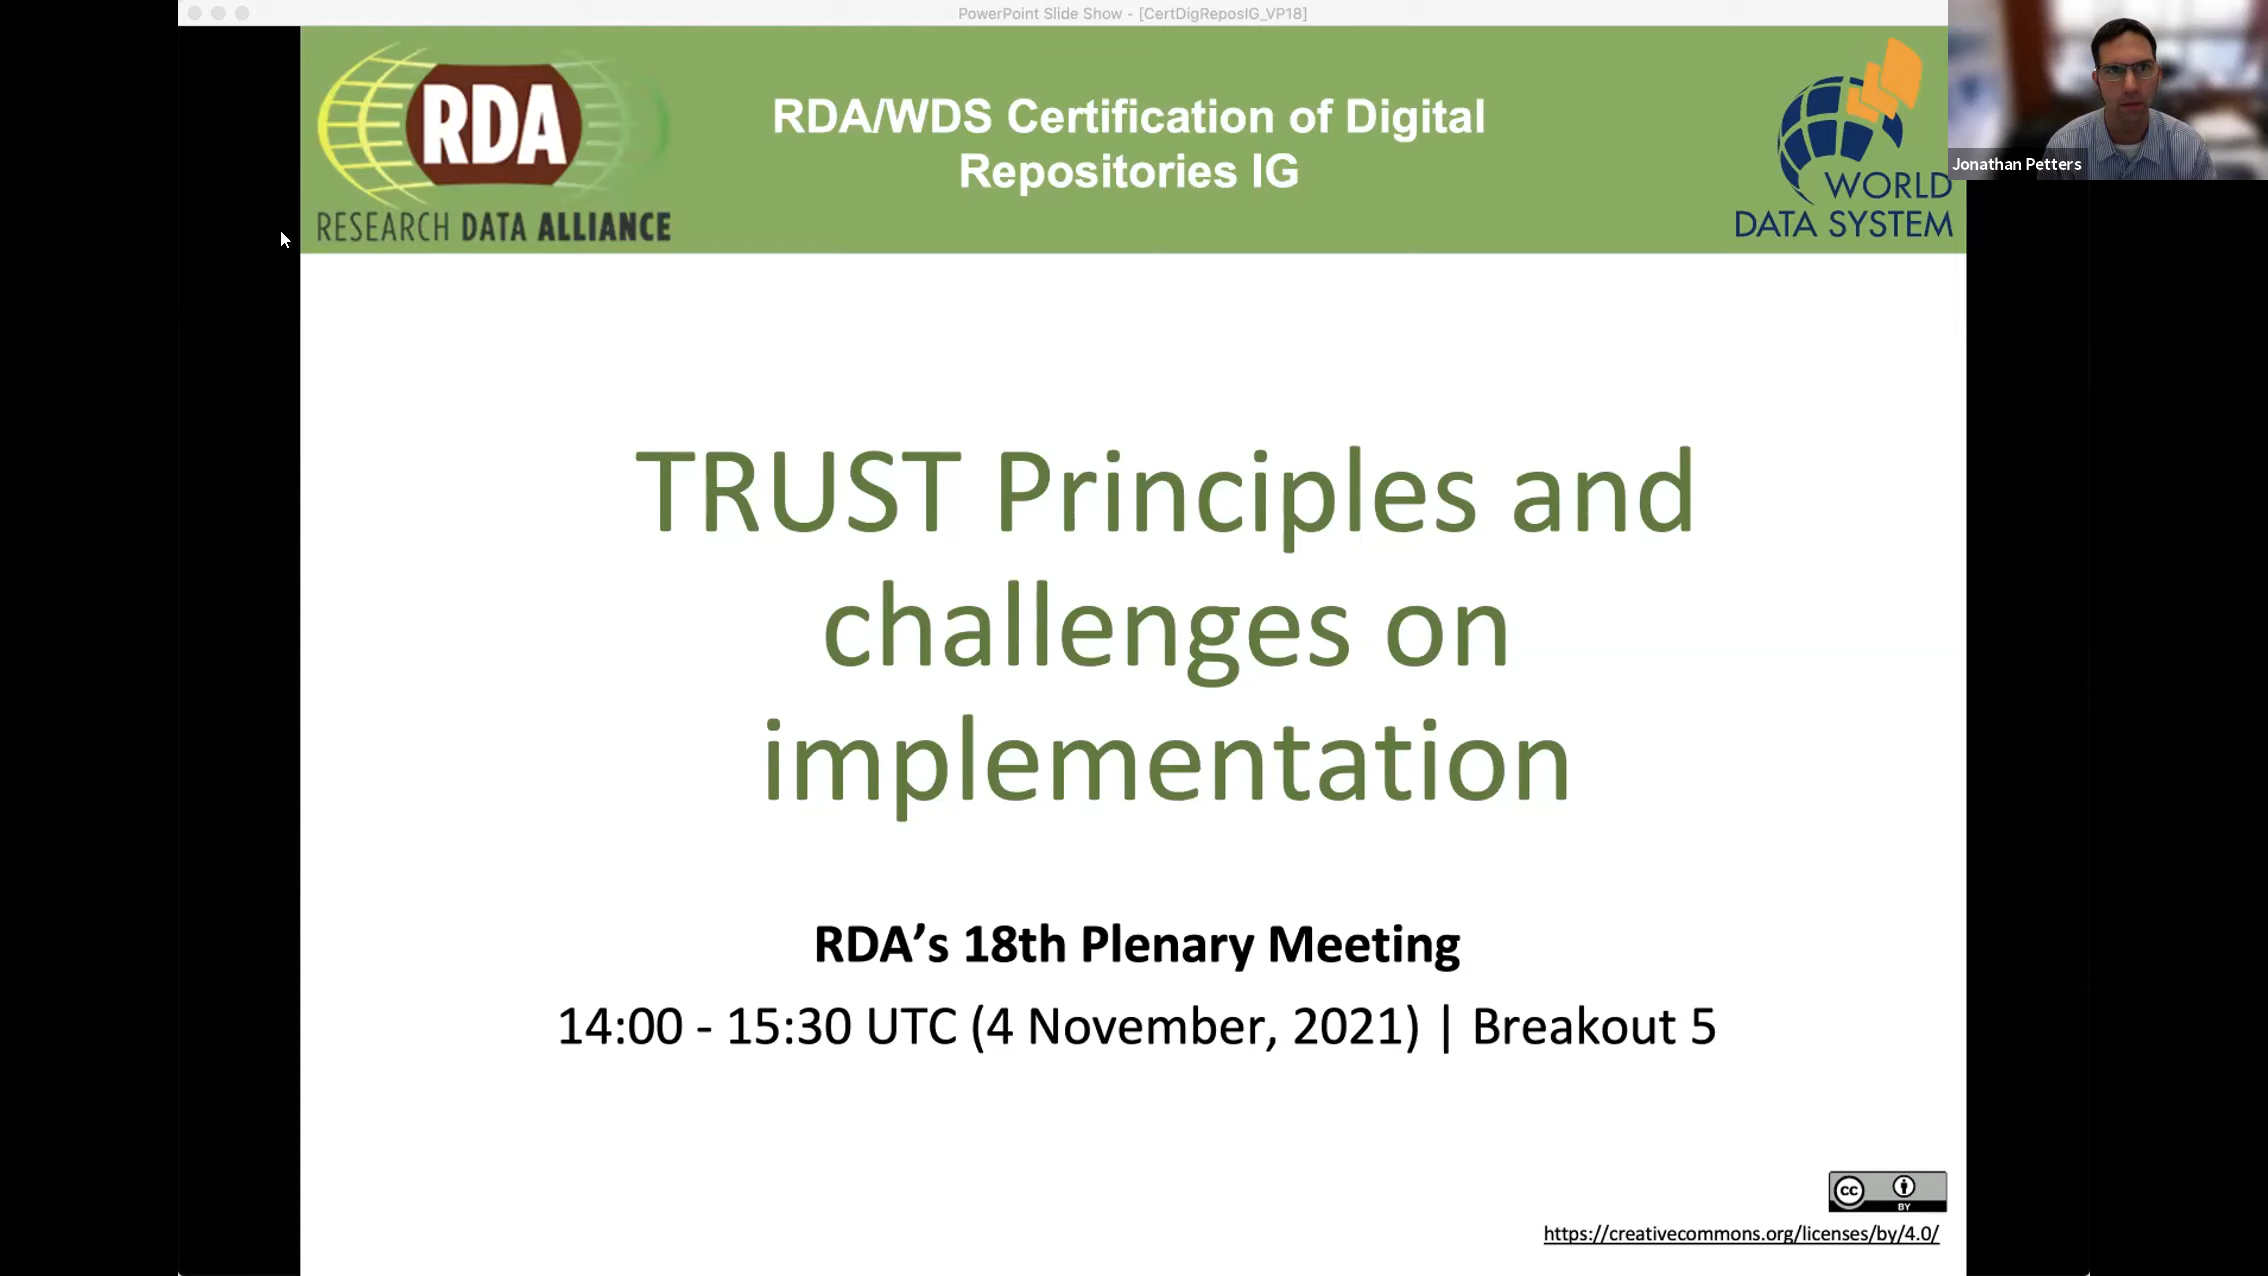 PowerPoint Slide Show - [CertDigReposIG_VP18]
RDA
RESEARCH DATA ALLIANCE
RDA/WDS Certification of Digital
Repositories IG
WORLD
DATA SYSTEM
Jonathan Petters
TRUST Principles and
challenges on
implementation
RDA’s 18th Plenary Meeting
14:00 - 15:30 UTC (4 November, 2021) | Breakout 5
cc
BY
https://creativecommons.org/licenses/by/4.0/